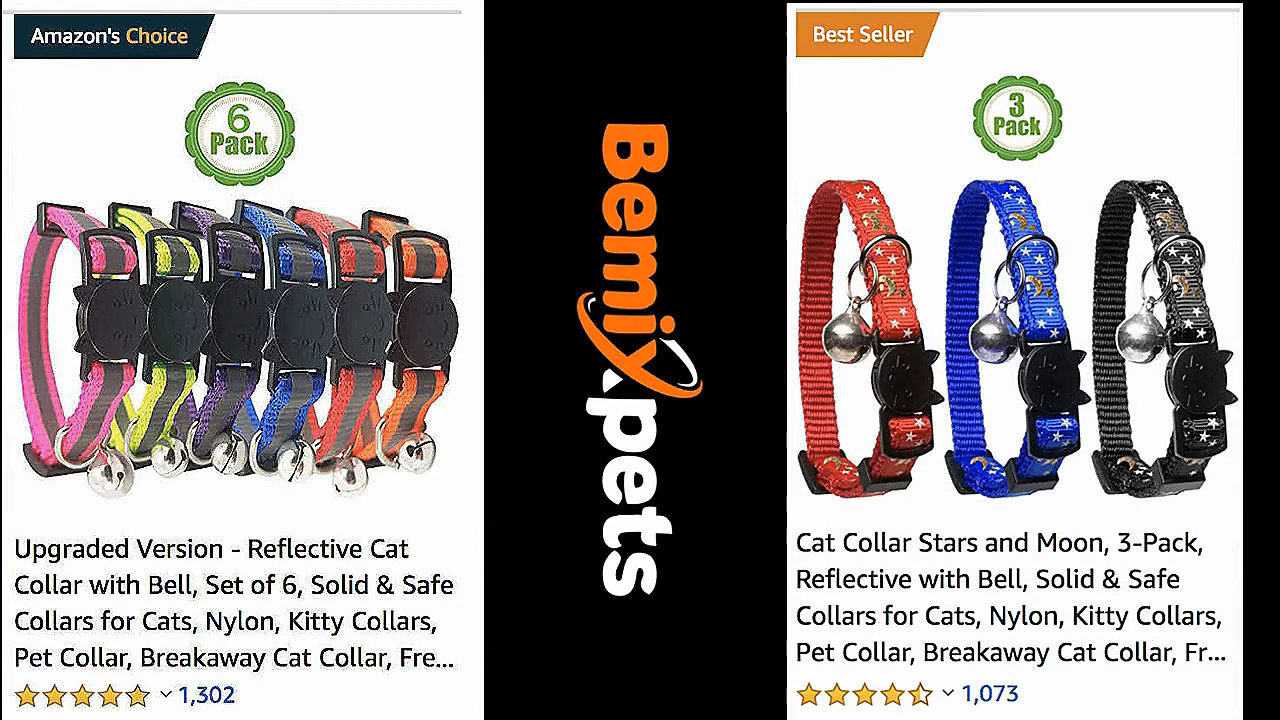 Amazon's Choice
6
Pack
Upgraded Version - Reflective Cat
Collar with Bell, Set of 6, Solid & Safe
Collars for Cats, Nylon, Kitty Collars,
Pet Collar, Breakaway Cat Collar, Fre...
1,302
Bemixpets
Best Seller
3
Pack
Cat Collar Stars and Moon, 3-Pack,
Reflective with Bell, Solid & Safe
Collars for Cats, Nylon, Kitty Collars,
Pet Collar, Breakaway Cat Collar, Fr...
1,073